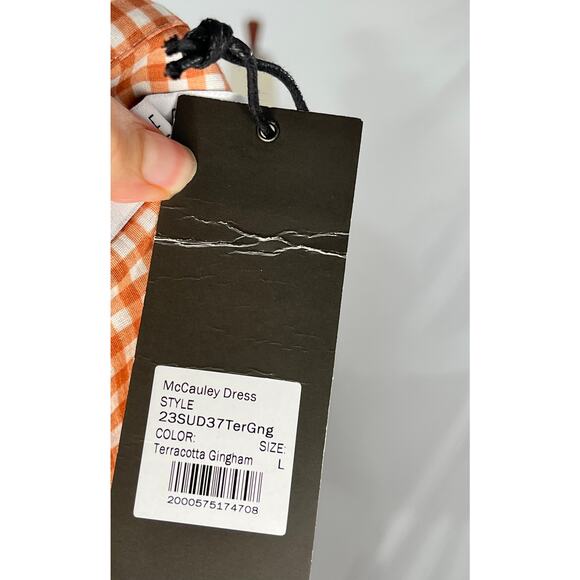 McCauley Dress
STYLE
23SUD37TerGng
COLOR: SIZE:
Terracotta Gingham L
2000575174708